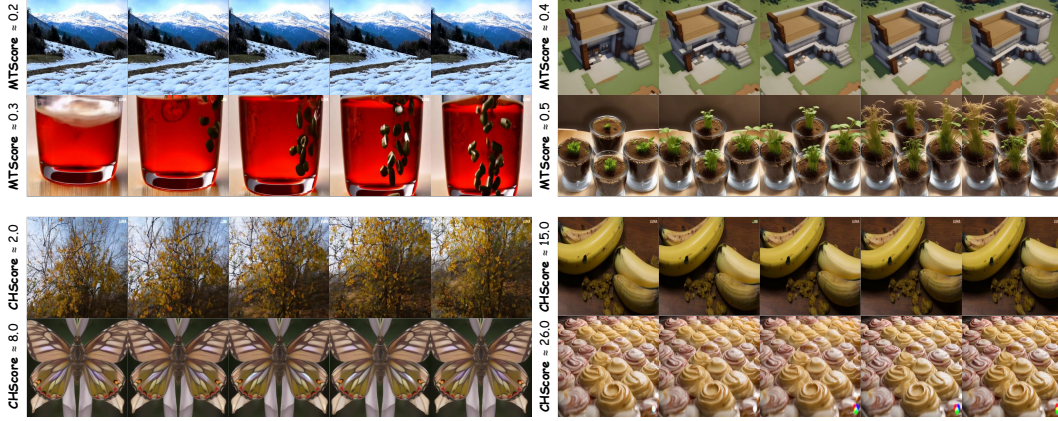 MTScore ≈ 0.2
MTScore ≈ 0.4
MTScore ≈ 0.3
MTScore ≈ 0.5
CHScore ≈ 2.0
CHScore ≈ 15.0
CHScore ≈ 8.0
CHScore ≈ 26.0